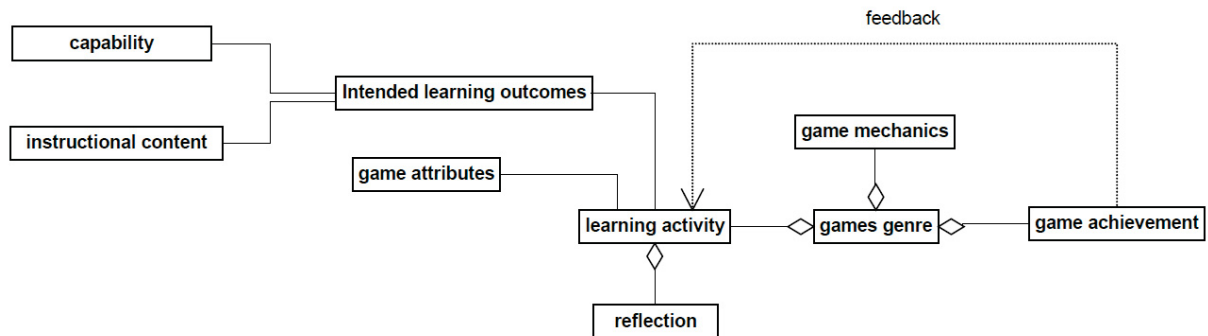 feedback
capability
Intended learning outcomes
instructional content
game mechanics
game attributes
learning activity
games genre
game achievement
reflection